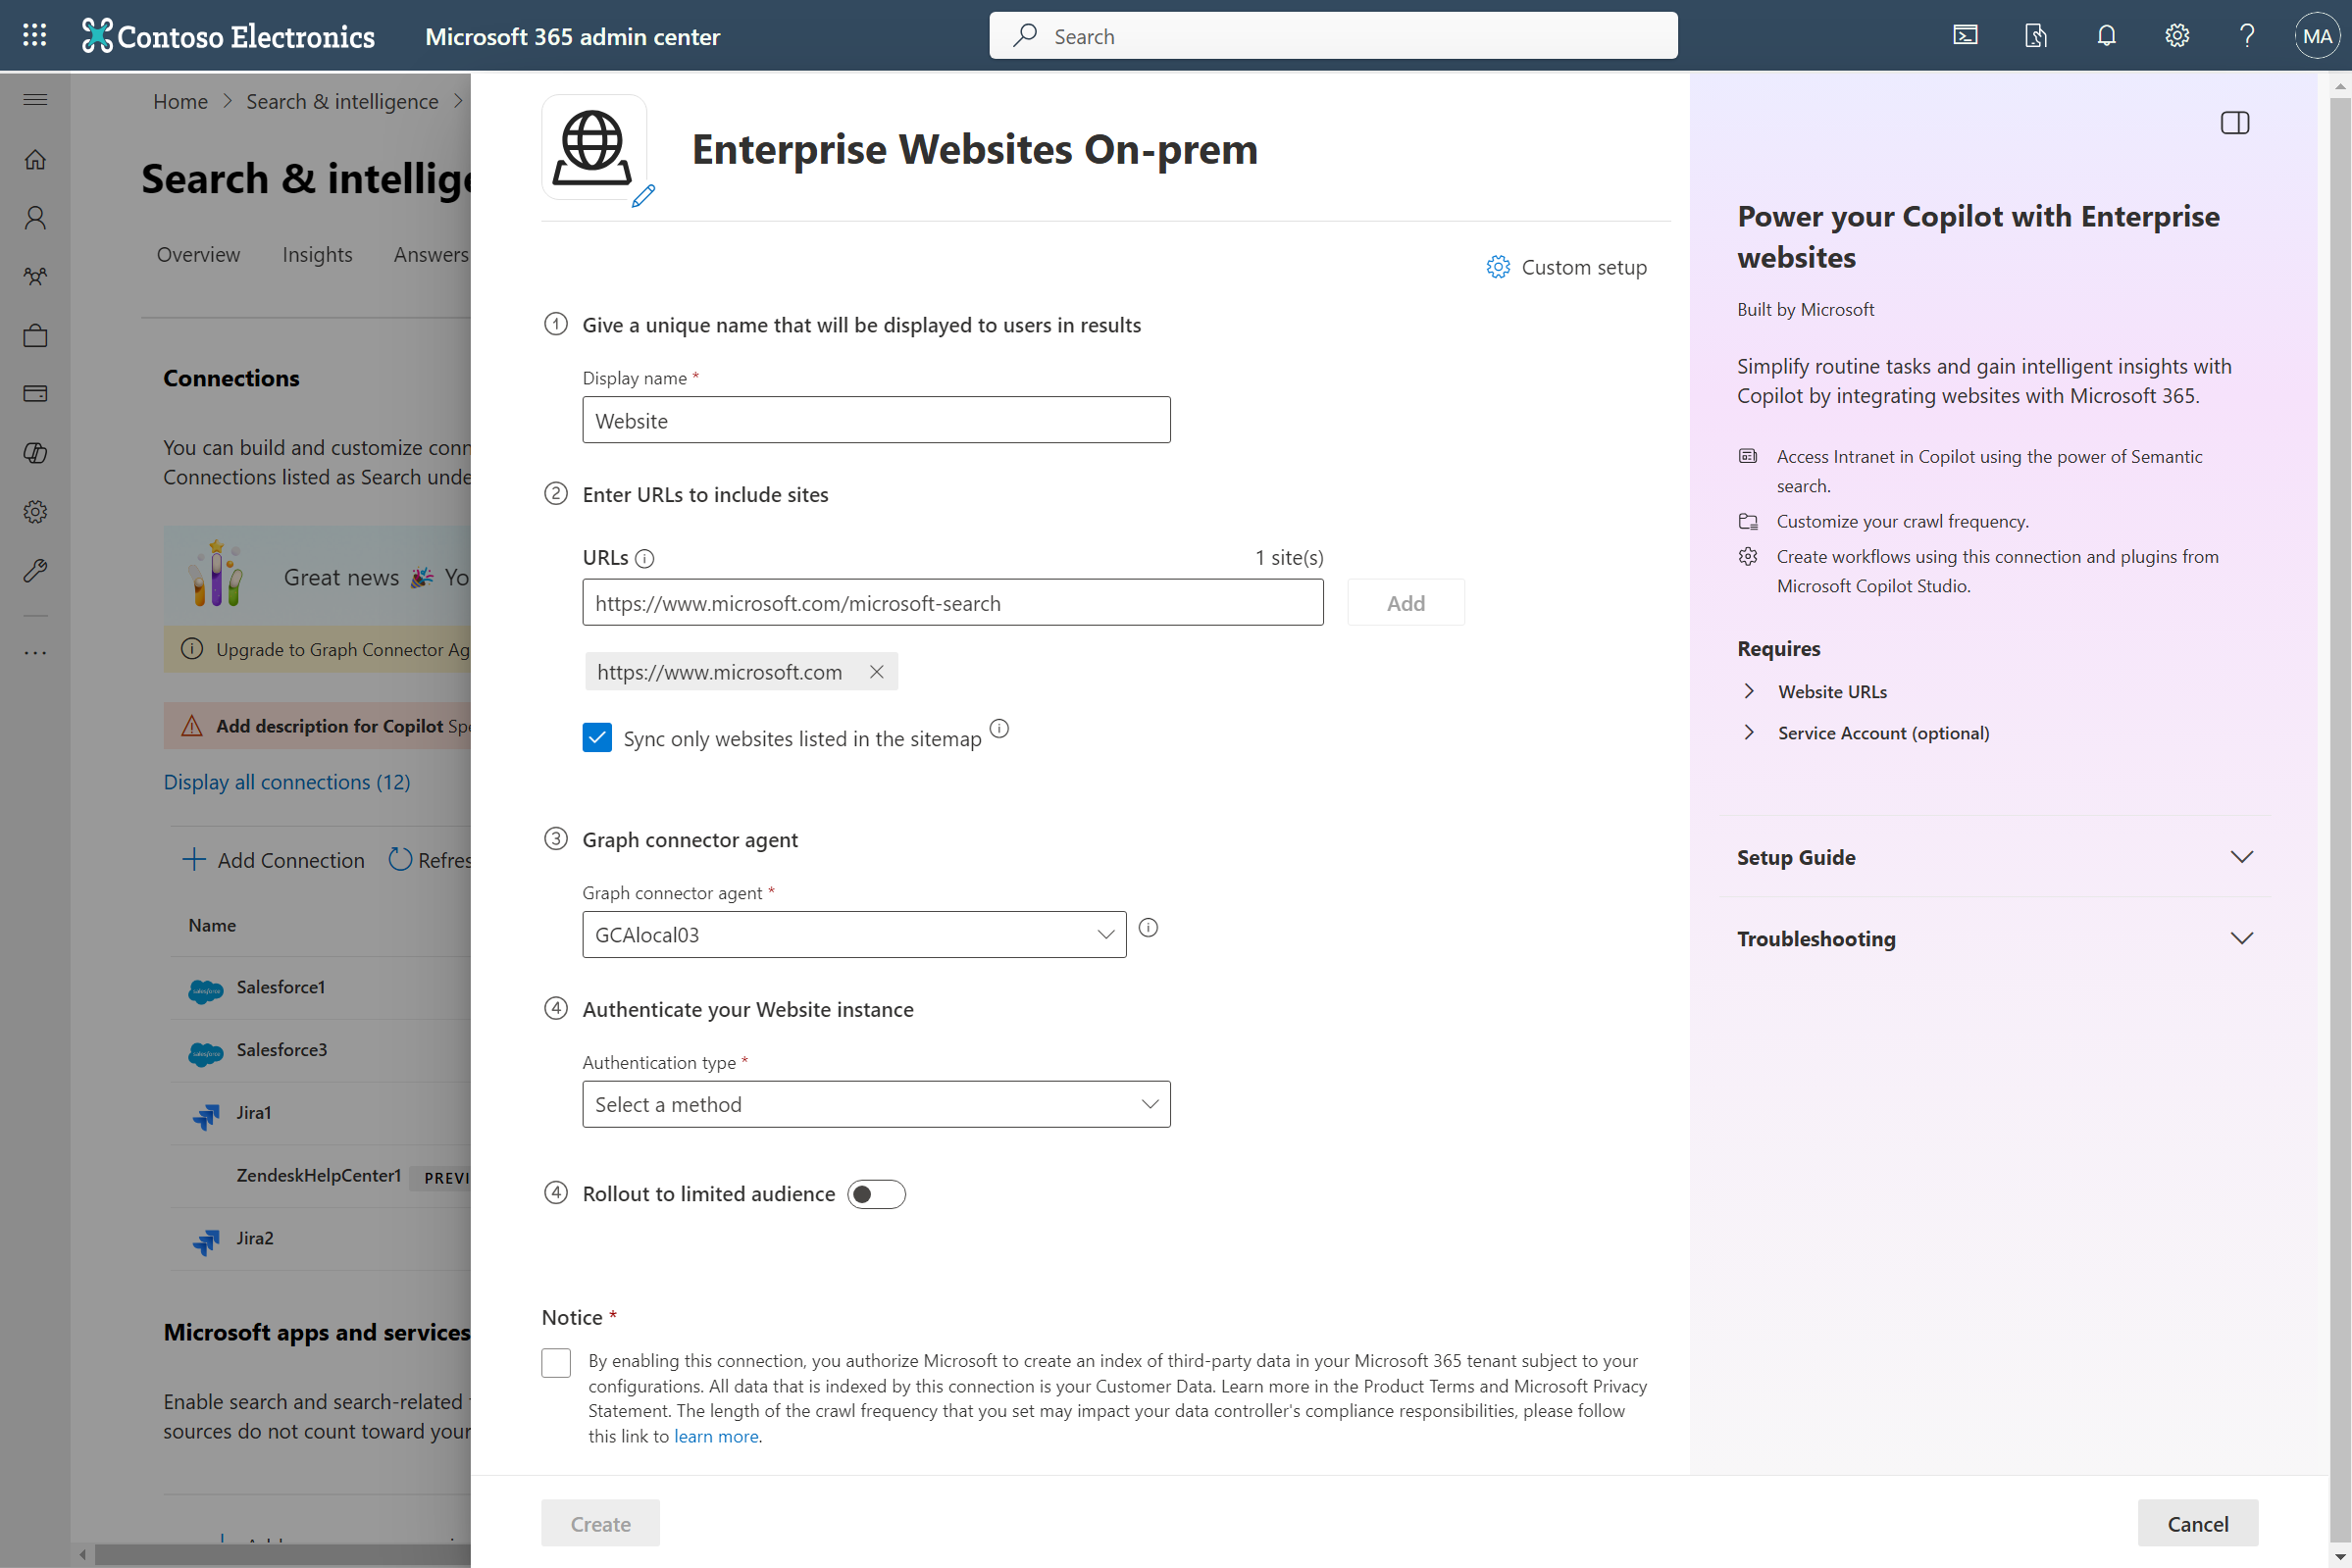 Contoso Electronics
Microsoft 365 admin center
Search
MA
Home > Search & intelligence >
Search & intellige
Overview
Insights
Answers
Connections
You can build and customize conn
Connections listed as Search unde
Great news 🎉 Yo
Upgrade to Graph Connector Ag
Add description for Copilot Spe
Display all connections (12)
Add Connection
Refres
Name
Salesforce1
Salesforce3
Jira1
ZendeskHelpCenter1
PREVI
Jira2
Microsoft apps and services
Enable search and search-related
sources do not count toward your
Enterprise Websites On-prem
Custom setup
1 Give a unique name that will be displayed to users in results
Display name *
Website
2 Enter URLs to include sites
URLs
1 site(s)
https://www.microsoft.com/microsoft-search
Add
https://www.microsoft.com
Sync only websites listed in the sitemap
3 Graph connector agent
Graph connector agent *
GCAlocal03
4 Authenticate your Website instance
Authentication type *
Select a method
4 Rollout to limited audience
Notice *
By enabling this connection, you authorize Microsoft to create an index of third-party data in your Microsoft 365 tenant subject to your
configurations. All data that is indexed by this connection is your Customer Data. Learn more in the Product Terms and Microsoft Privacy
Statement. The length of the crawl frequency that you set may impact your data controller's compliance responsibilities, please follow
this link to learn more.
Create
Cancel
Power your Copilot with Enterprise
websites
Built by Microsoft
Simplify routine tasks and gain intelligent insights with
Copilot by integrating websites with Microsoft 365.
Access Intranet in Copilot using the power of Semantic
search.
Customize your crawl frequency.
Create workflows using this connection and plugins from
Microsoft Copilot Studio.
Requires
Website URLs
Service Account (optional)
Setup Guide
Troubleshooting